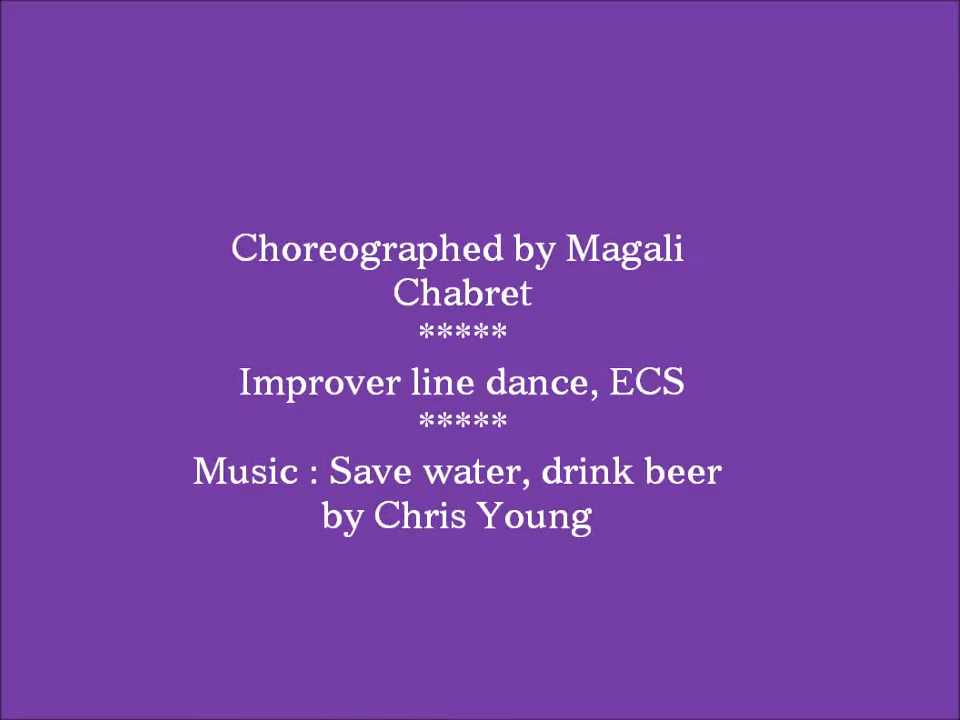 Choreographed by Magali
Chabret
*****
Improver line dance, ECS
*****
Music : Save water, drink beer
by Chris Young